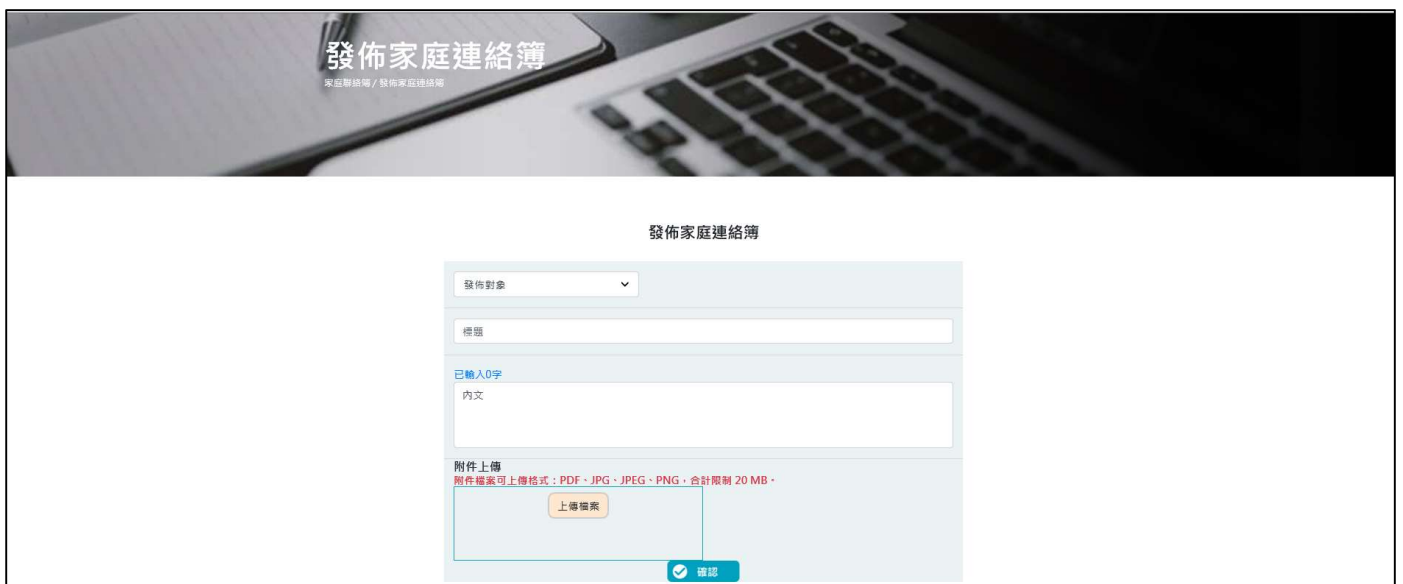 發佈家庭連絡簿
家庭聯絡簿 / 發佈家庭連絡簿
發佈家庭連絡簿
發佈對象
標題
已輸入0字
內文
附件上傳
附件檔案可上傳格式：PDF、JPG、JPEG、PNG，合計限制 20 MB。
上傳檔案
確認